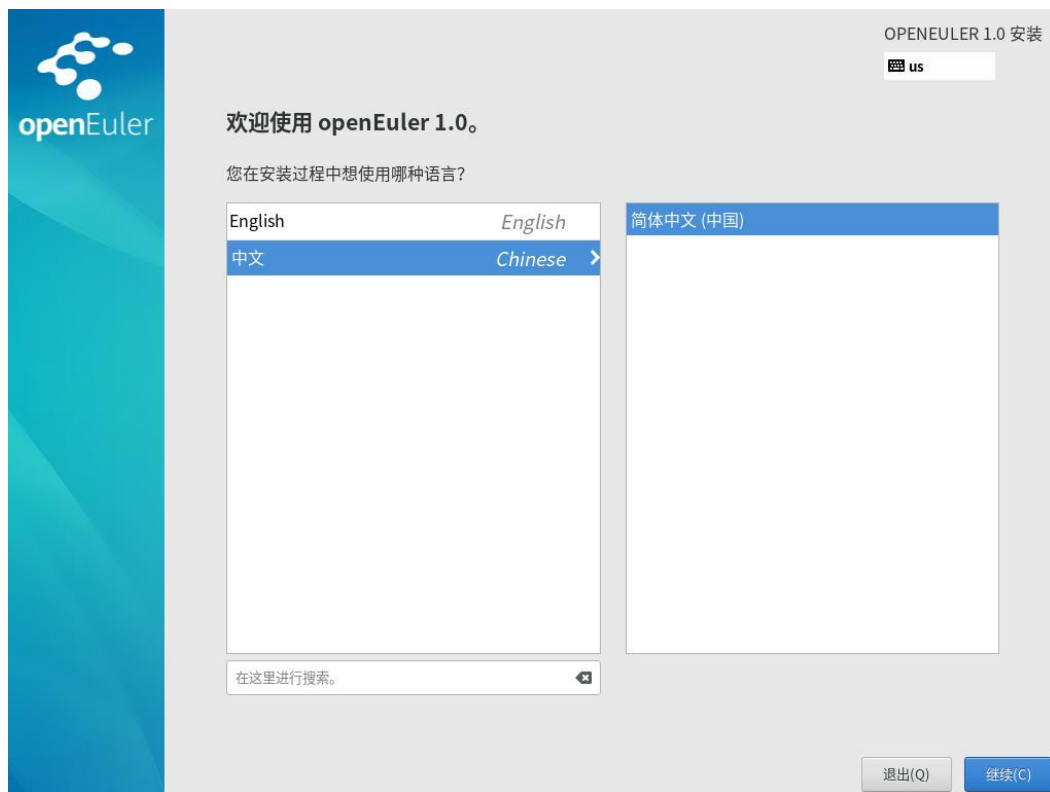 openEuler
OPENEULER 1.0 安装
us
欢迎使用 openEuler 1.0。
您在安装过程中想使用哪种语言？
English English
中文 Chinese
简体中文 (中国)
在这里进行搜索。
退出(Q)
继续(C)